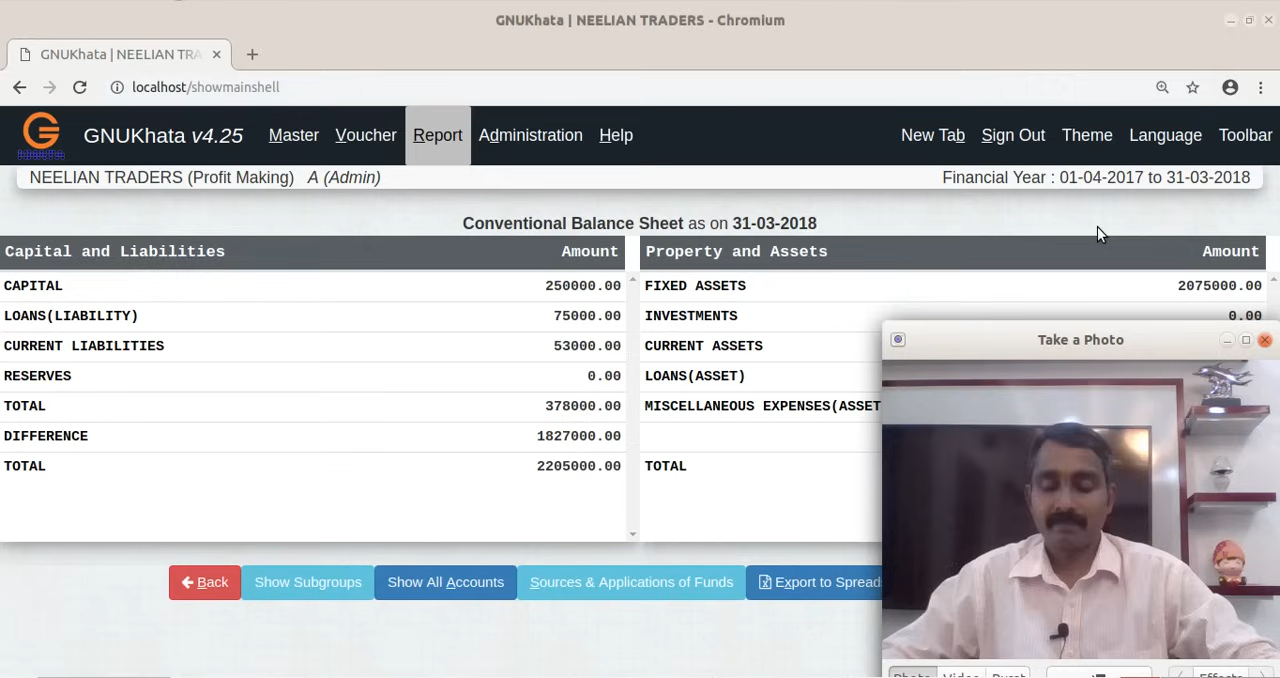 GNUKhata | NEELIAN TRADERS - Chromium
GNUKhata | NEELIAN TRA
localhost/showmainshell
GNUKhata v4.25 Master Voucher Report Administration Help New Tab Sign Out Theme Language Toolbar
NEELIAN TRADERS (Profit Making) A (Admin) Financial Year : 01-04-2017 to 31-03-2018
Conventional Balance Sheet as on 31-03-2018
Capital and Liabilities Amount Property and Assets Amount
CAPITAL 250000.00 FIXED ASSETS 2075000.00
LOANS(LIABILITY) 75000.00 INVESTMENTS 0.00
CURRENT LIABILITIES 53000.00 CURRENT ASSETS
RESERVES 0.00 LOANS(ASSET)
TOTAL 378000.00 MISCELLANEOUS EXPENSES(ASSET
DIFFERENCE 1827000.00
TOTAL 2205000.00 TOTAL
Take a Photo
Back Show Subgroups Show All Accounts Sources & Applications of Funds Export to Spreads
Photo Video Burst Effects